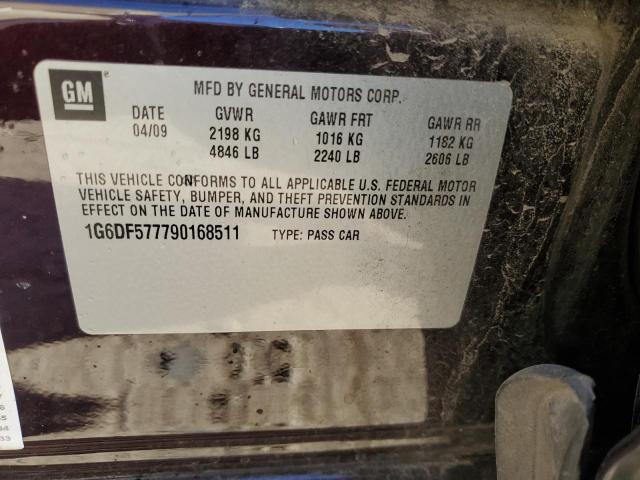 GM ®
MFD BY GENERAL MOTORS CORP.
DATE GVWR GAWR FRT GAWR RR
04/09 2198 KG 1016 KG 1182 KG
4846 LB 2240 LB 2606 LB
THIS VEHICLE CONFORMS TO ALL APPLICABLE U.S. FEDERAL MOTOR
VEHICLE SAFETY, BUMPER, AND THEFT PREVENTION STANDARDS IN
EFFECT ON THE DATE OF MANUFACTURE SHOWN ABOVE.
1G6DF577790168511 TYPE: PASS CAR